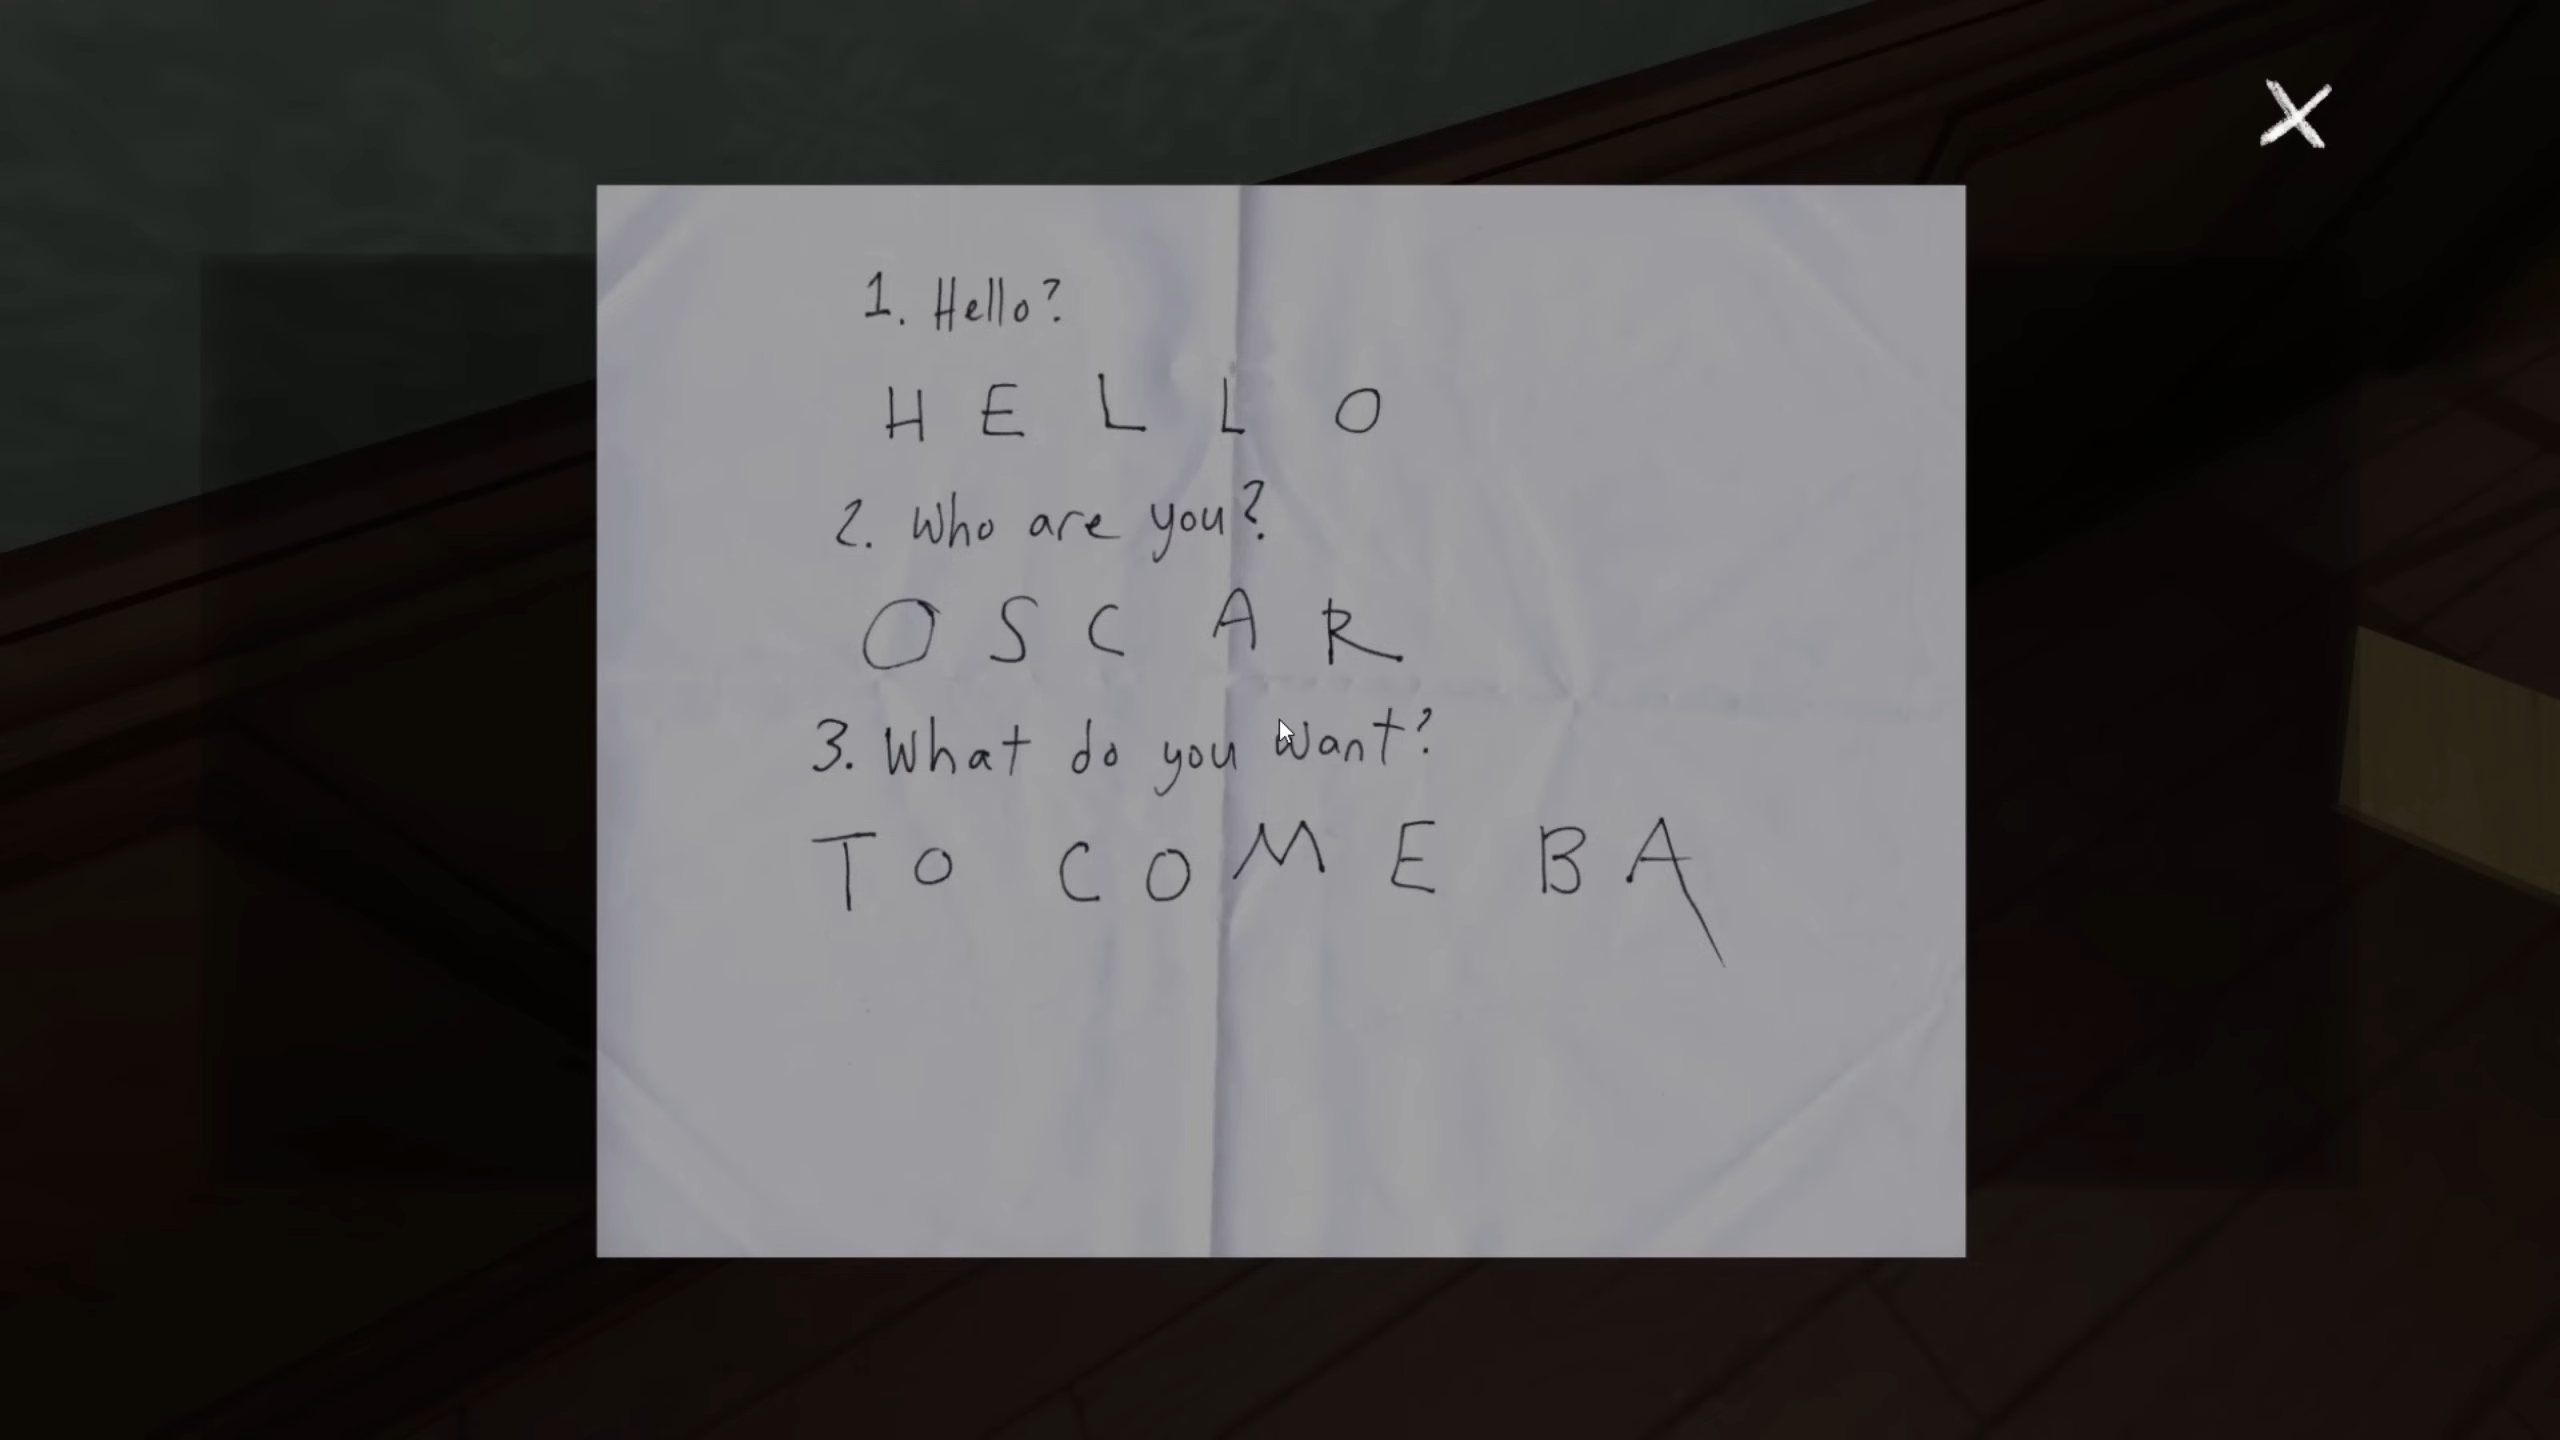 1. Hello?
H E L L O
2. Who are you?
O S C A R
3. What do you want?
T O C O M E B A